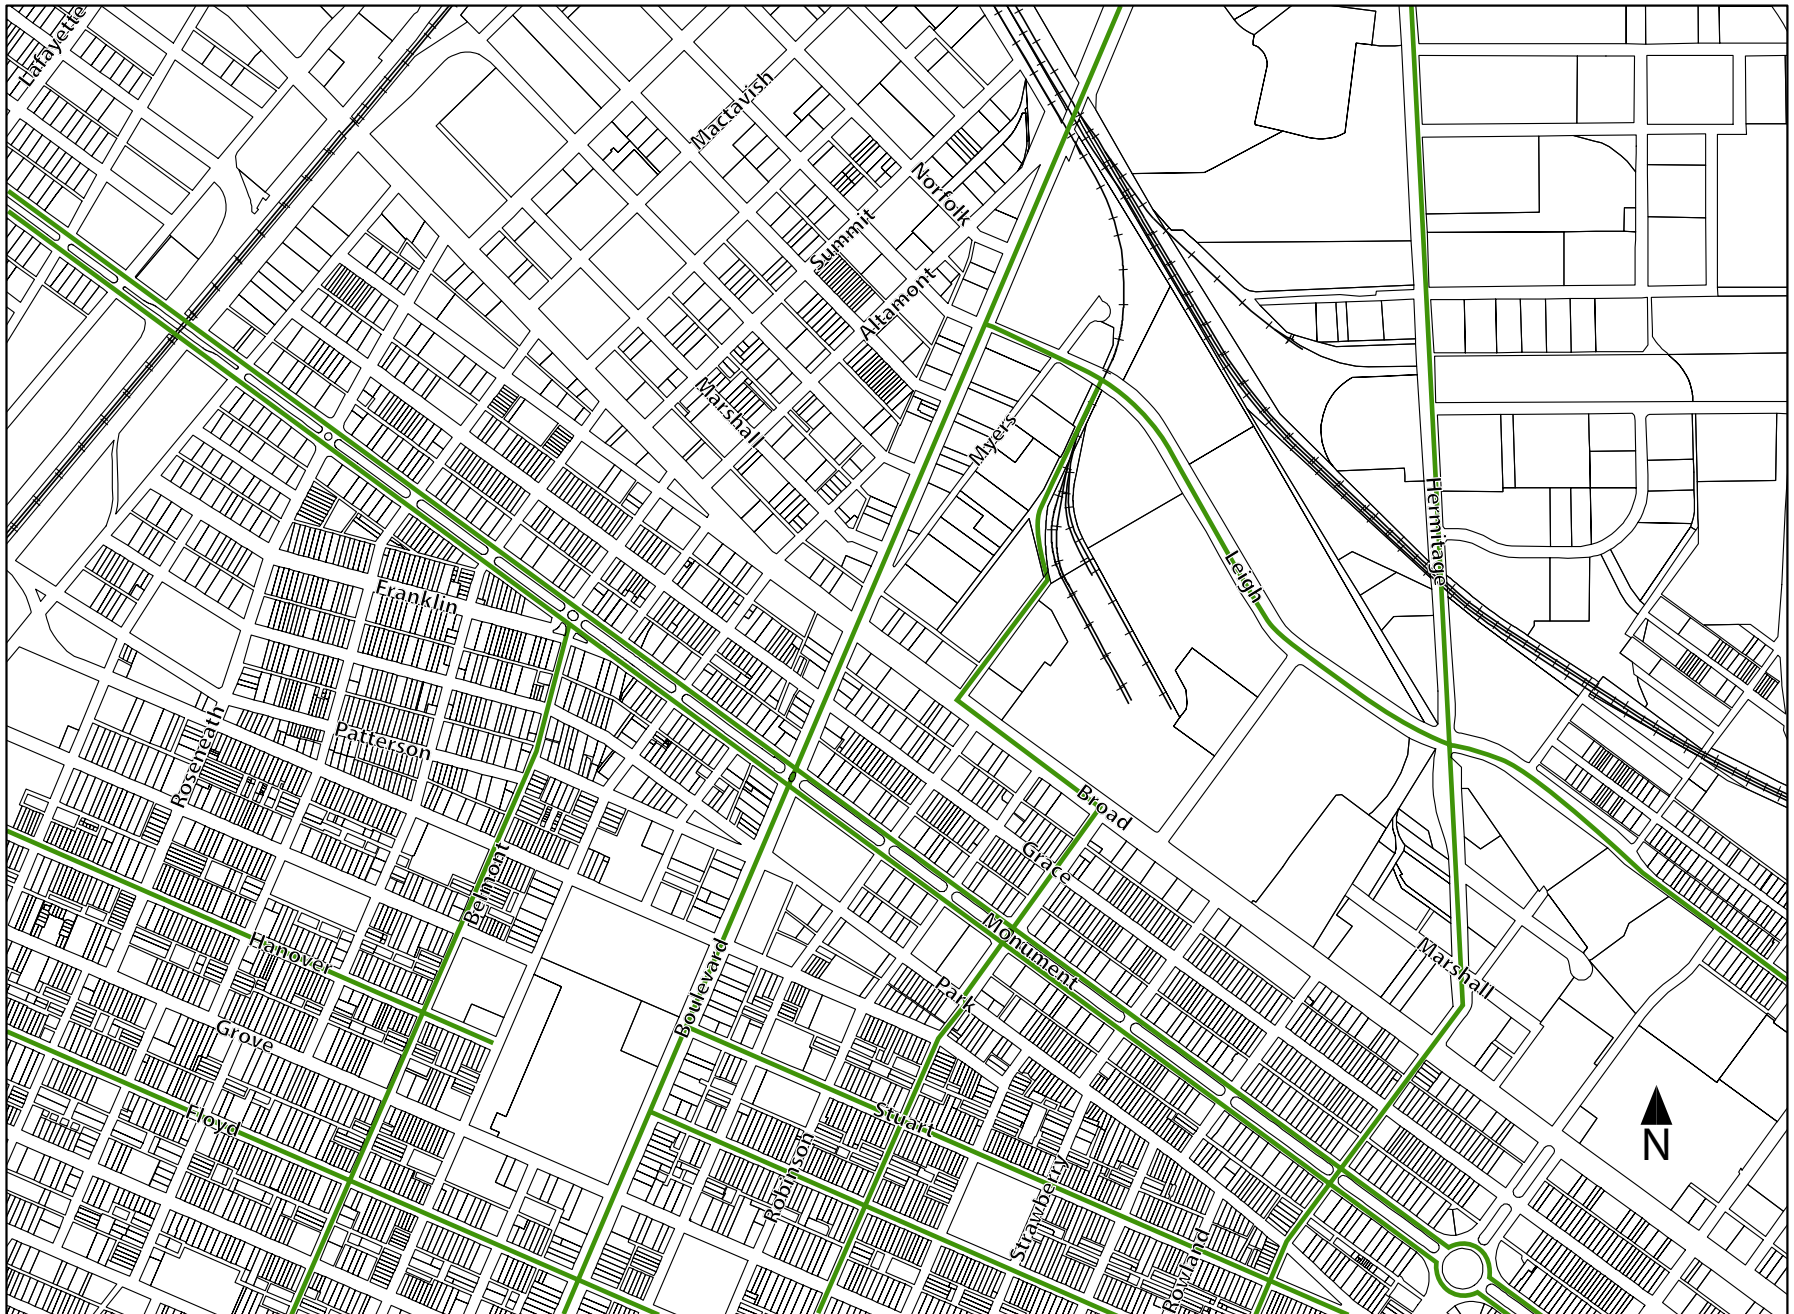 Lafayette
Mactavish
Norfolk
Summit
Altamont
Marshall
Myers
Hermitage
Leigh
Franklin
Patterson
Roseneath
Broad
Grace
Belmont
Monument
Hanover
Boulevard
Marshall
Park
Grove
Floyd
Stuart
N
Robinson
Strawberry
Rowland